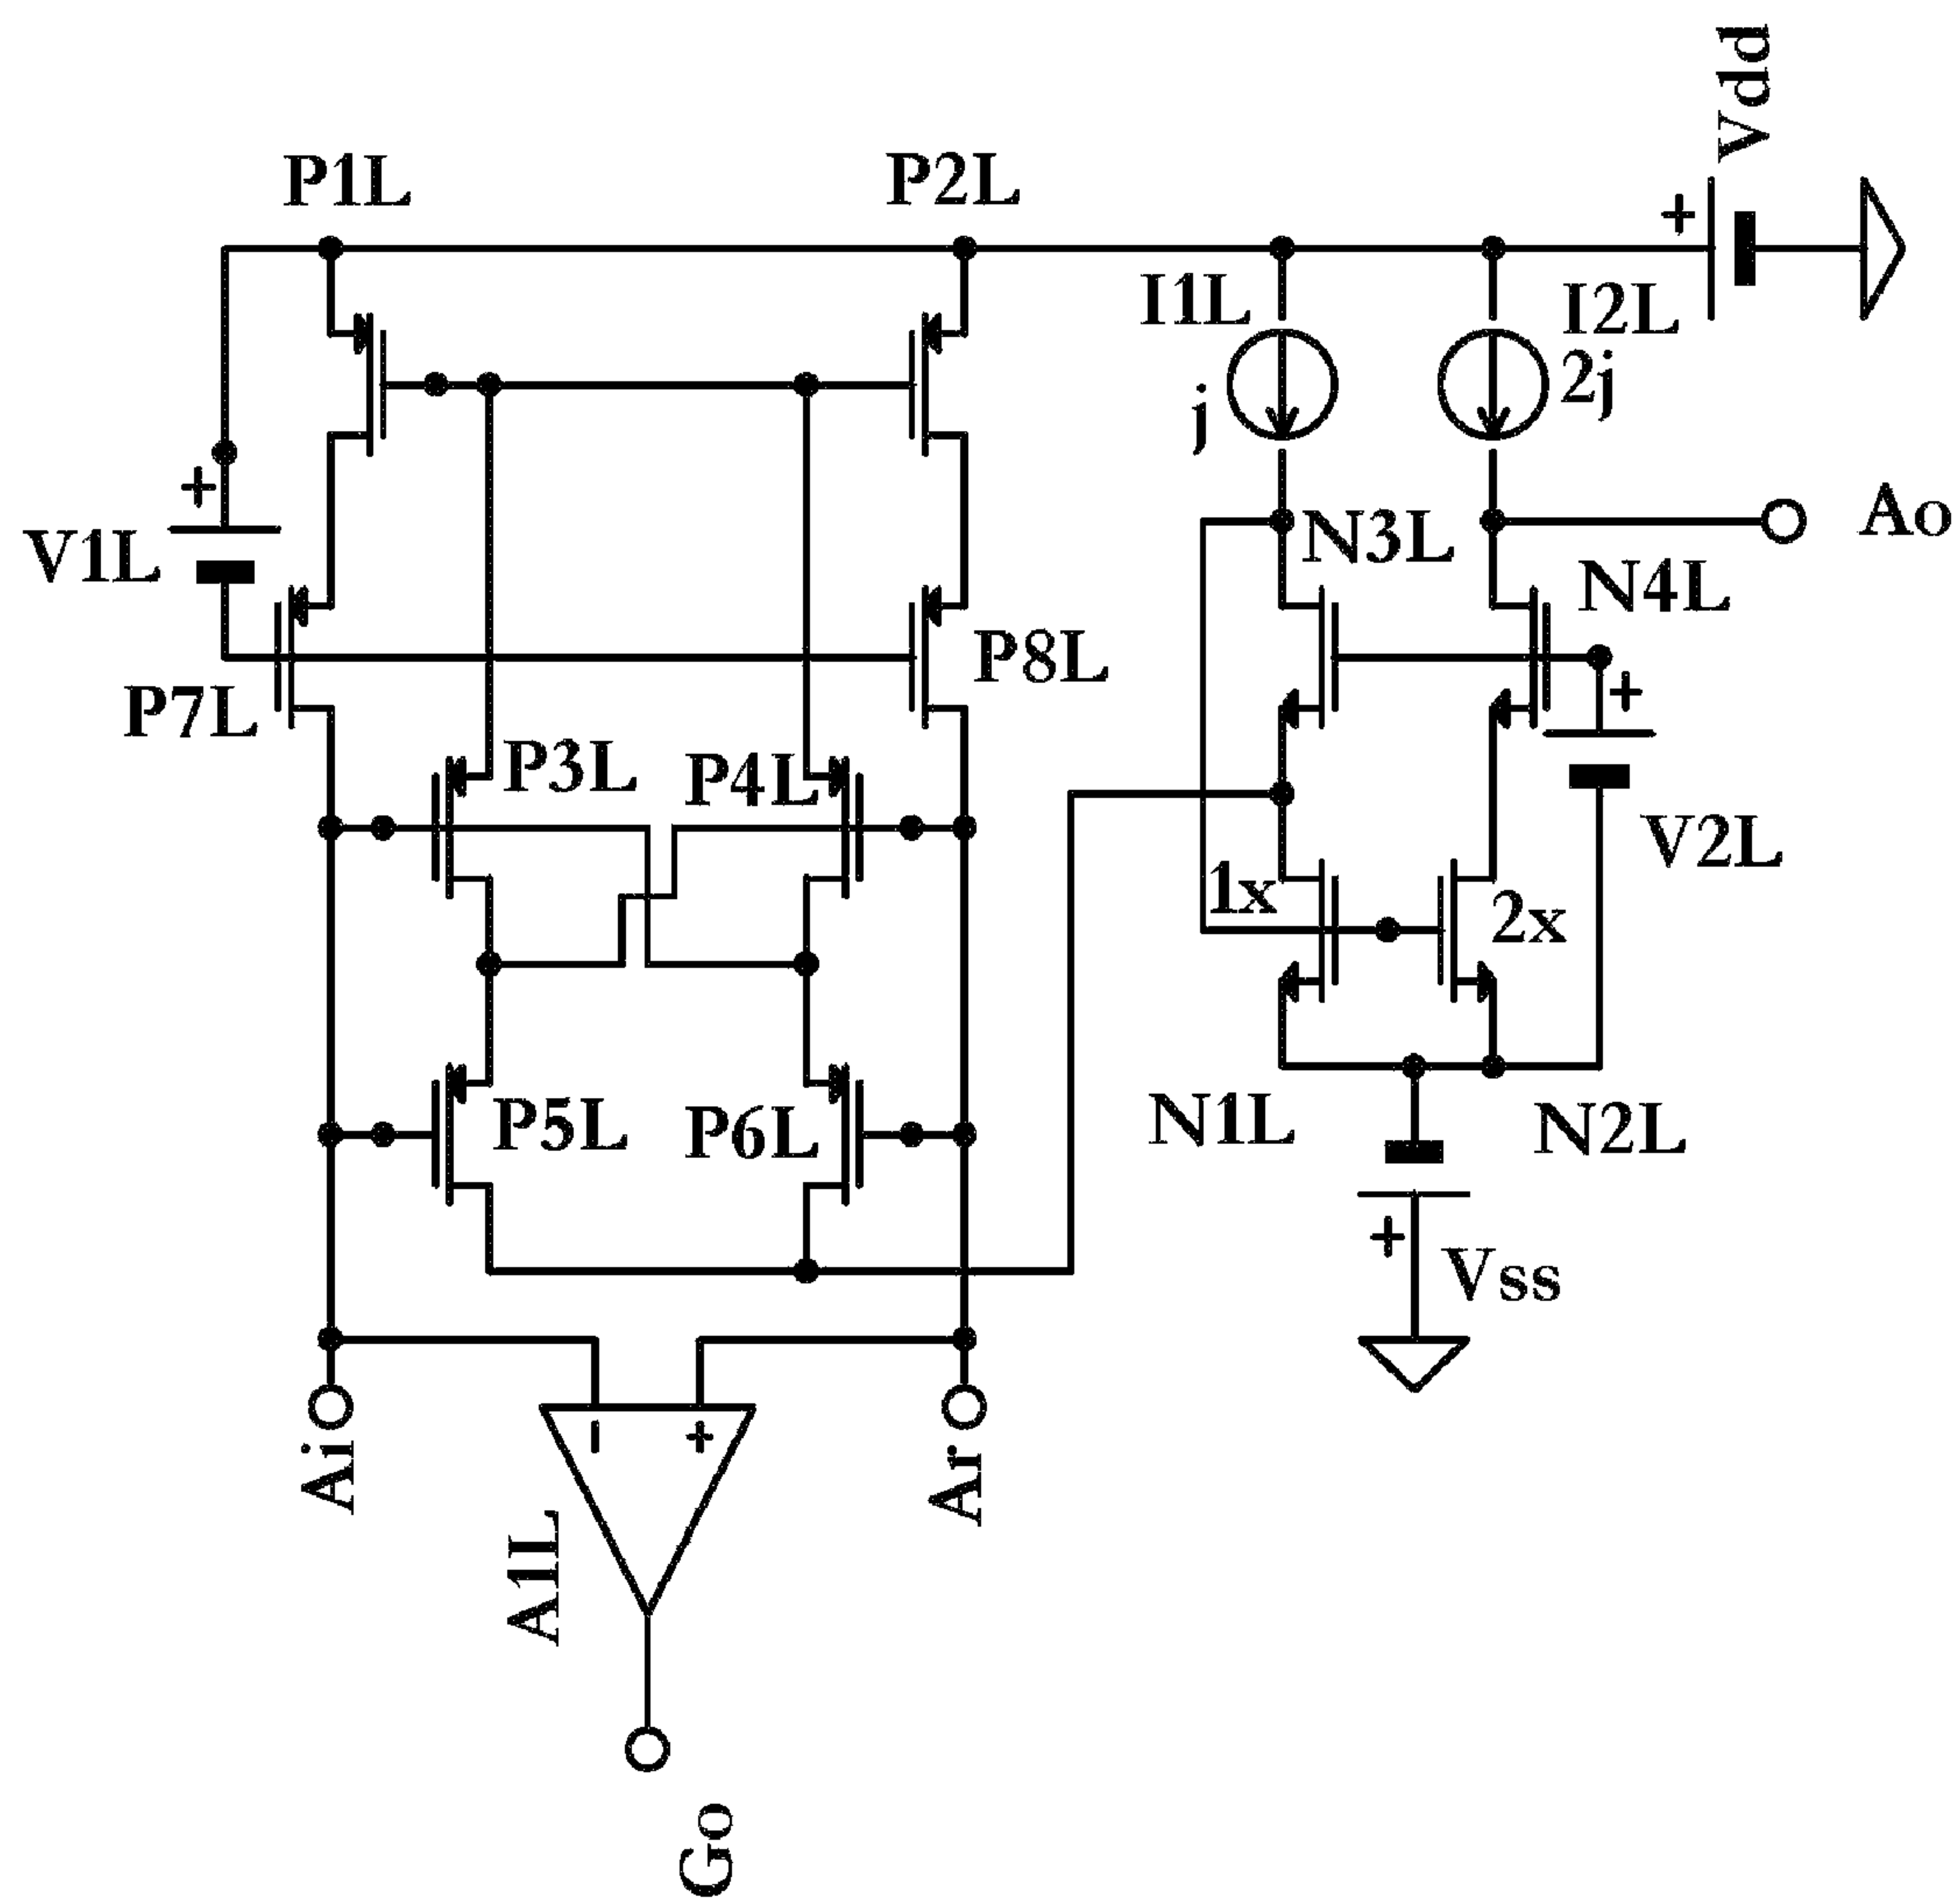 Vdd
P1L
P2L
+
I1L
I2L
j
2j
+
V1L
N3L
Ao
N4L
P7L
P8L
+
P3L
P4L
V2L
1x
2x
P5L
P6L
N1L
N2L
+
Vss
-
+
Ai
Ar
A1L
Go